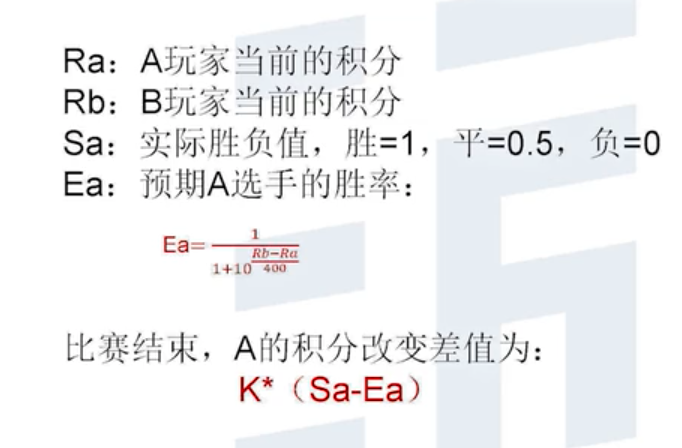 Ra：A玩家当前的积分
Rb：B玩家当前的积分
Sa：实际胜负值，胜=1，平=0.5，负=0
Ea：预期A选手的胜率：
Ea=1/(1+10^((Rb−Ra)/400))
比赛结束，A的积分改变差值为：
K*（Sa-Ea）